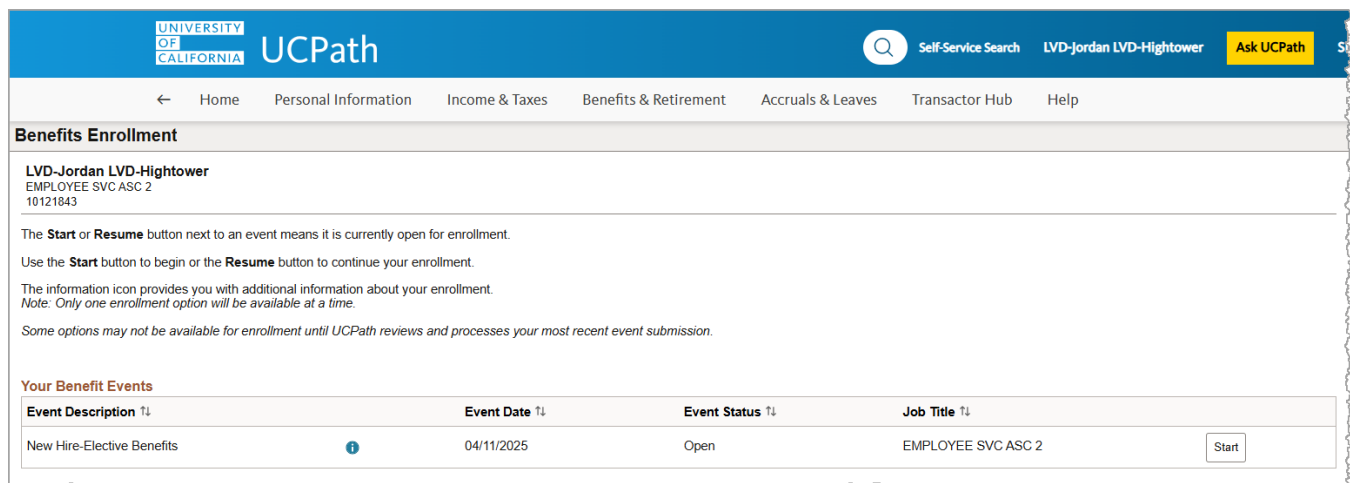 UNIVERSITY
OF
CALIFORNIA
UCPath
Self-Service Search
LVD-Jordan LVD-Hightower
Ask UCPath
Home Personal Information Income & Taxes Benefits & Retirement Accruals & Leaves Transactor Hub Help
Benefits Enrollment
LVD-Jordan LVD-Hightower
EMPLOYEE SVC ASC 2
10121843
The Start or Resume button next to an event means it is currently open for enrollment.
Use the Start button to begin or the Resume button to continue your enrollment.
The information icon provides you with additional information about your enrollment.
Note: Only one enrollment option will be available at a time.
Some options may not be available for enrollment until UCPath reviews and processes your most recent event submission.
Your Benefit Events
Event Description Event Date Event Status Job Title
New Hire-Elective Benefits 04/11/2025 Open EMPLOYEE SVC ASC 2 Start